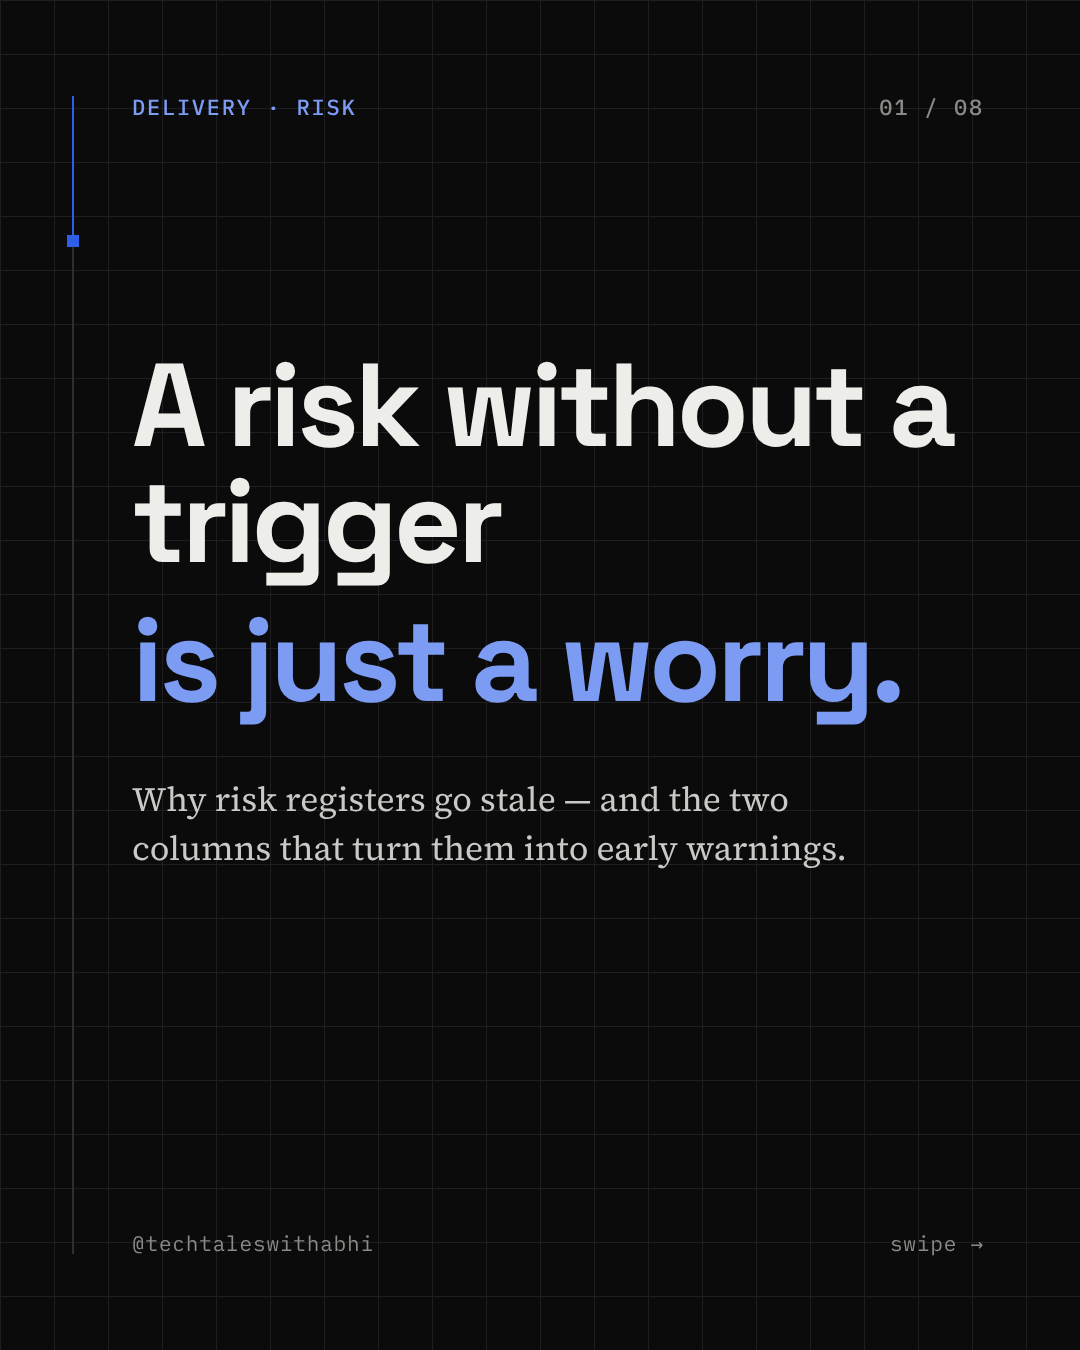 DELIVERY · RISK
01 / 08
A risk without a
trigger
is just a worry.
Why risk registers go stale — and the two
columns that turn them into early warnings.
@techtaleswithabhi
swipe →